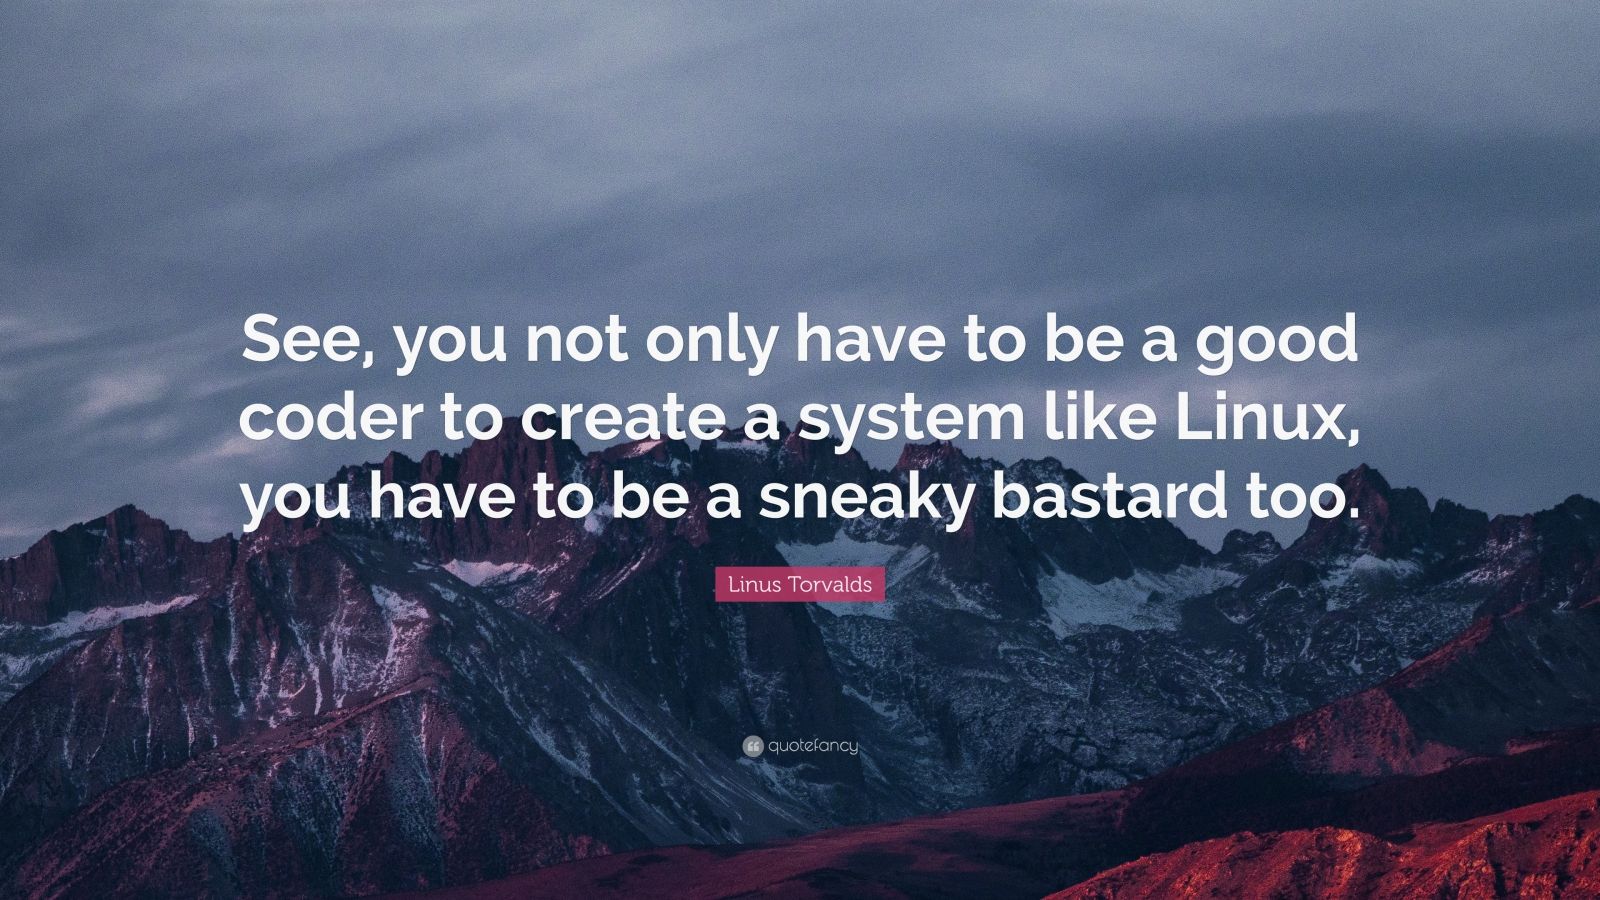 See, you not only have to be a good
coder to create a system like Linux,
you have to be a sneaky bastard too.
Linus Torvalds
quotefancy